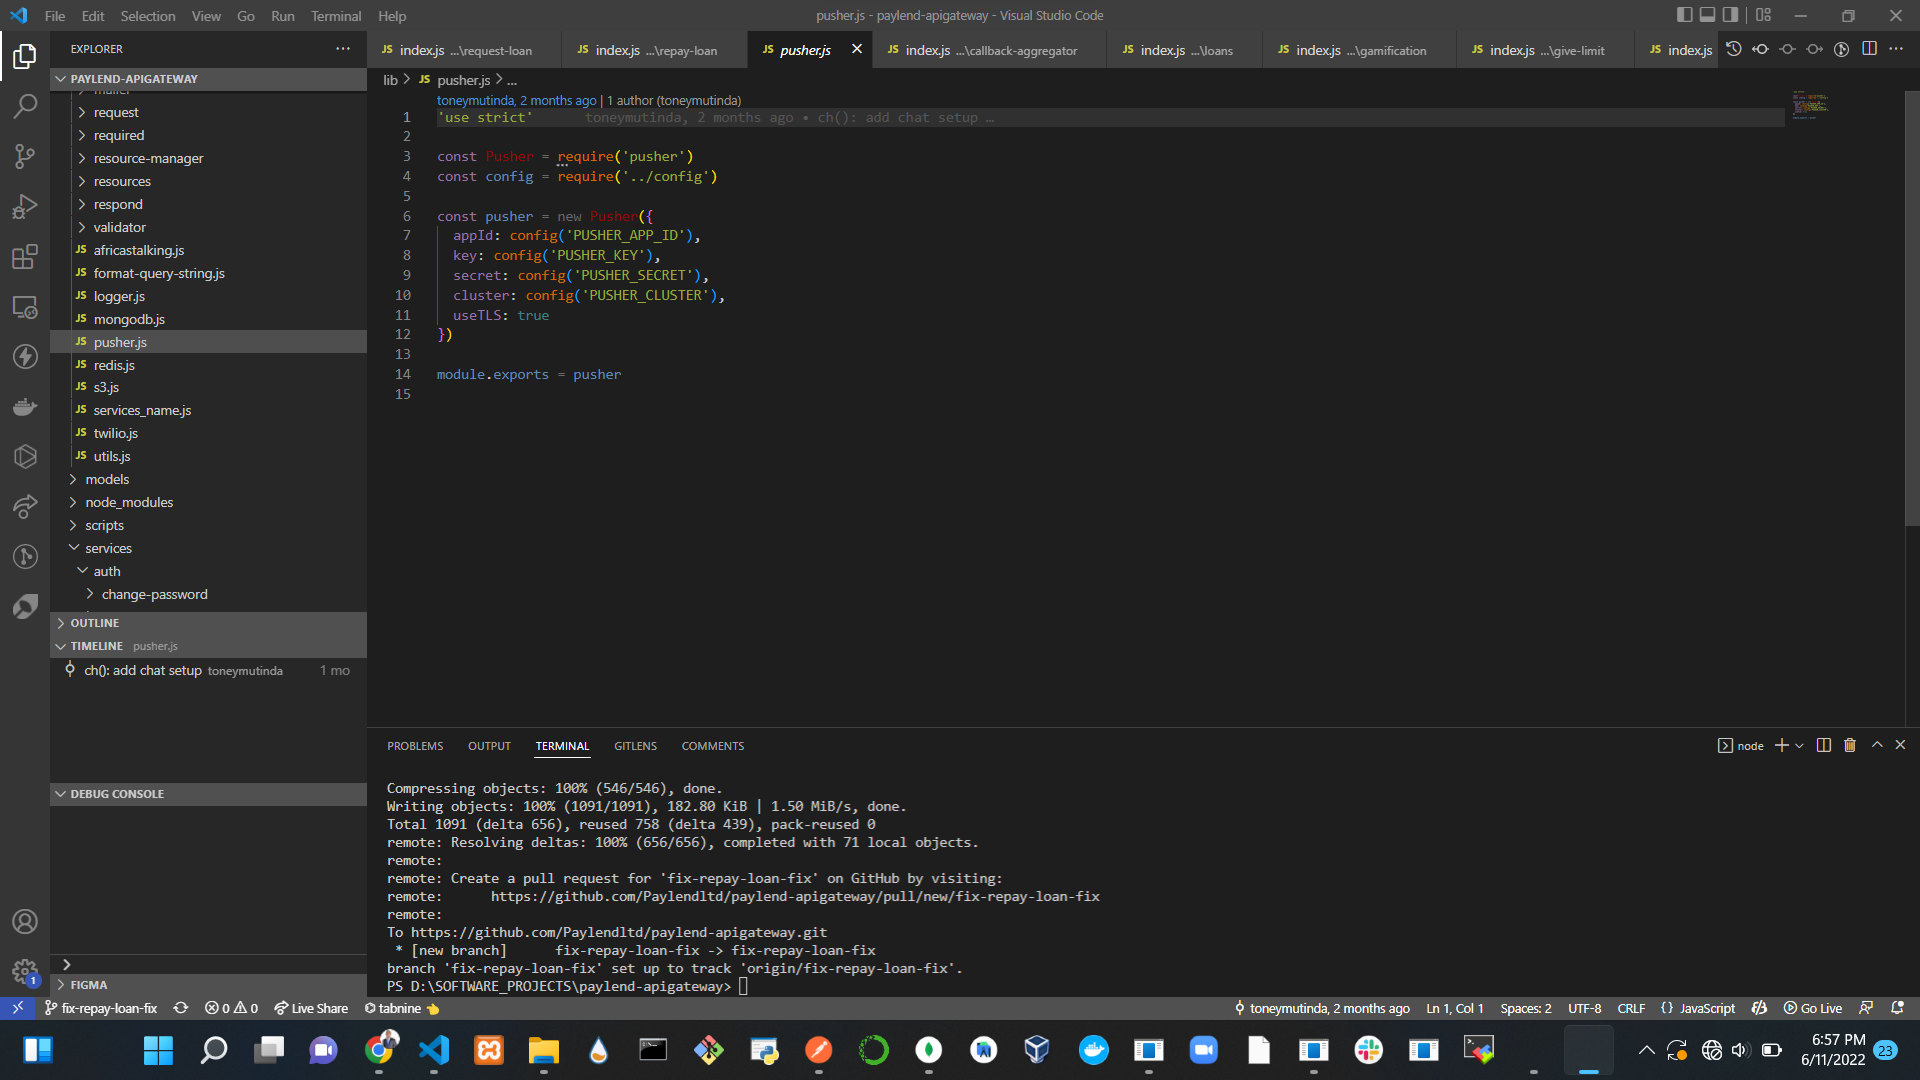 File Edit Selection View Go Run Terminal Help
pusher.js - paylend-apigateway - Visual Studio Code
EXPLORER
PAYLEND-APIGATEWAY
request
required
resource-manager
resources
respond
validator
JS africastalking.js
JS format-query-string.js
JS logger.js
JS mongodb.js
JS pusher.js
JS redis.js
JS s3.js
JS services_name.js
JS twilio.js
JS utils.js
models
node_modules
scripts
services
auth
change-password
OUTLINE
TIMELINE pusher.js
ch(): add chat setup toneymutinda 1 mo
DEBUG CONSOLE
FIGMA
JS index.js ...\request-loan
JS index.js ...\repay-loan
JS pusher.js
JS index.js ...\callback-aggregator
JS index.js ...\loans
JS index.js ...\gamification
JS index.js ...\give-limit
JS index.js
lib > JS pusher.js > ...
toneymutinda, 2 months ago | 1 author (toneymutinda)
1 'use strict' toneymutinda, 2 months ago • ch(): add chat setup …
2
3 const Pusher = require('pusher')
4 const config = require('../config')
5
6 const pusher = new Pusher({
7 appId: config('PUSHER_APP_ID'),
8 key: config('PUSHER_KEY'),
9 secret: config('PUSHER_SECRET'),
10 cluster: config('PUSHER_CLUSTER'),
11 useTLS: true
12 })
13
14 module.exports = pusher
15
PROBLEMS OUTPUT TERMINAL GITLENS COMMENTS
node
Compressing objects: 100% (546/546), done.
Writing objects: 100% (1091/1091), 182.80 KiB | 1.50 MiB/s, done.
Total 1091 (delta 656), reused 758 (delta 439), pack-reused 0
remote: Resolving deltas: 100% (656/656), completed with 71 local objects.
remote:
remote: Create a pull request for 'fix-repay-loan-fix' on GitHub by visiting:
remote: https://github.com/Paylendltd/paylend-apigateway/pull/new/fix-repay-loan-fix
remote:
To https://github.com/Paylendltd/paylend-apigateway.git
* [new branch] fix-repay-loan-fix -> fix-repay-loan-fix
branch 'fix-repay-loan-fix' set up to track 'origin/fix-repay-loan-fix'.
PS D:\SOFTWARE_PROJECTS\paylend-apigateway>
1
fix-repay-loan-fix 0 0 Live Share tabnine
toneymutinda, 2 months ago Ln 1, Col 1 Spaces: 2 UTF-8 CRLF {} JavaScript Go Live
6:57 PM
6/11/2022
23